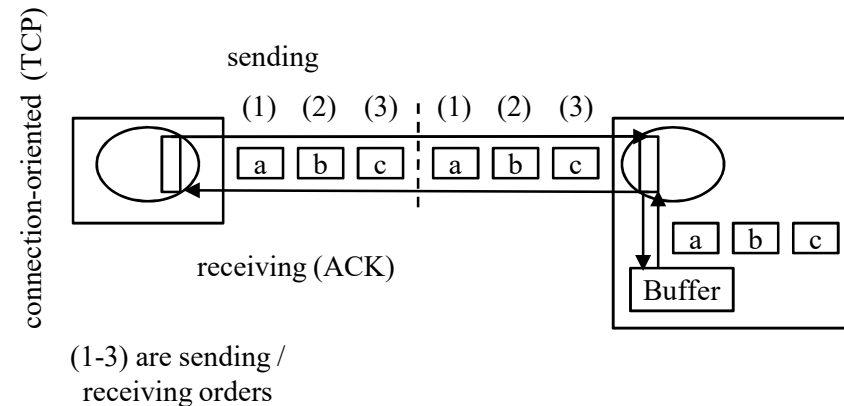 connection-oriented (TCP)
sending
(1) (2) (3) (1) (2) (3)
a b c a b c
a b c
receiving (ACK)
Buffer
(1-3) are sending /
receiving orders